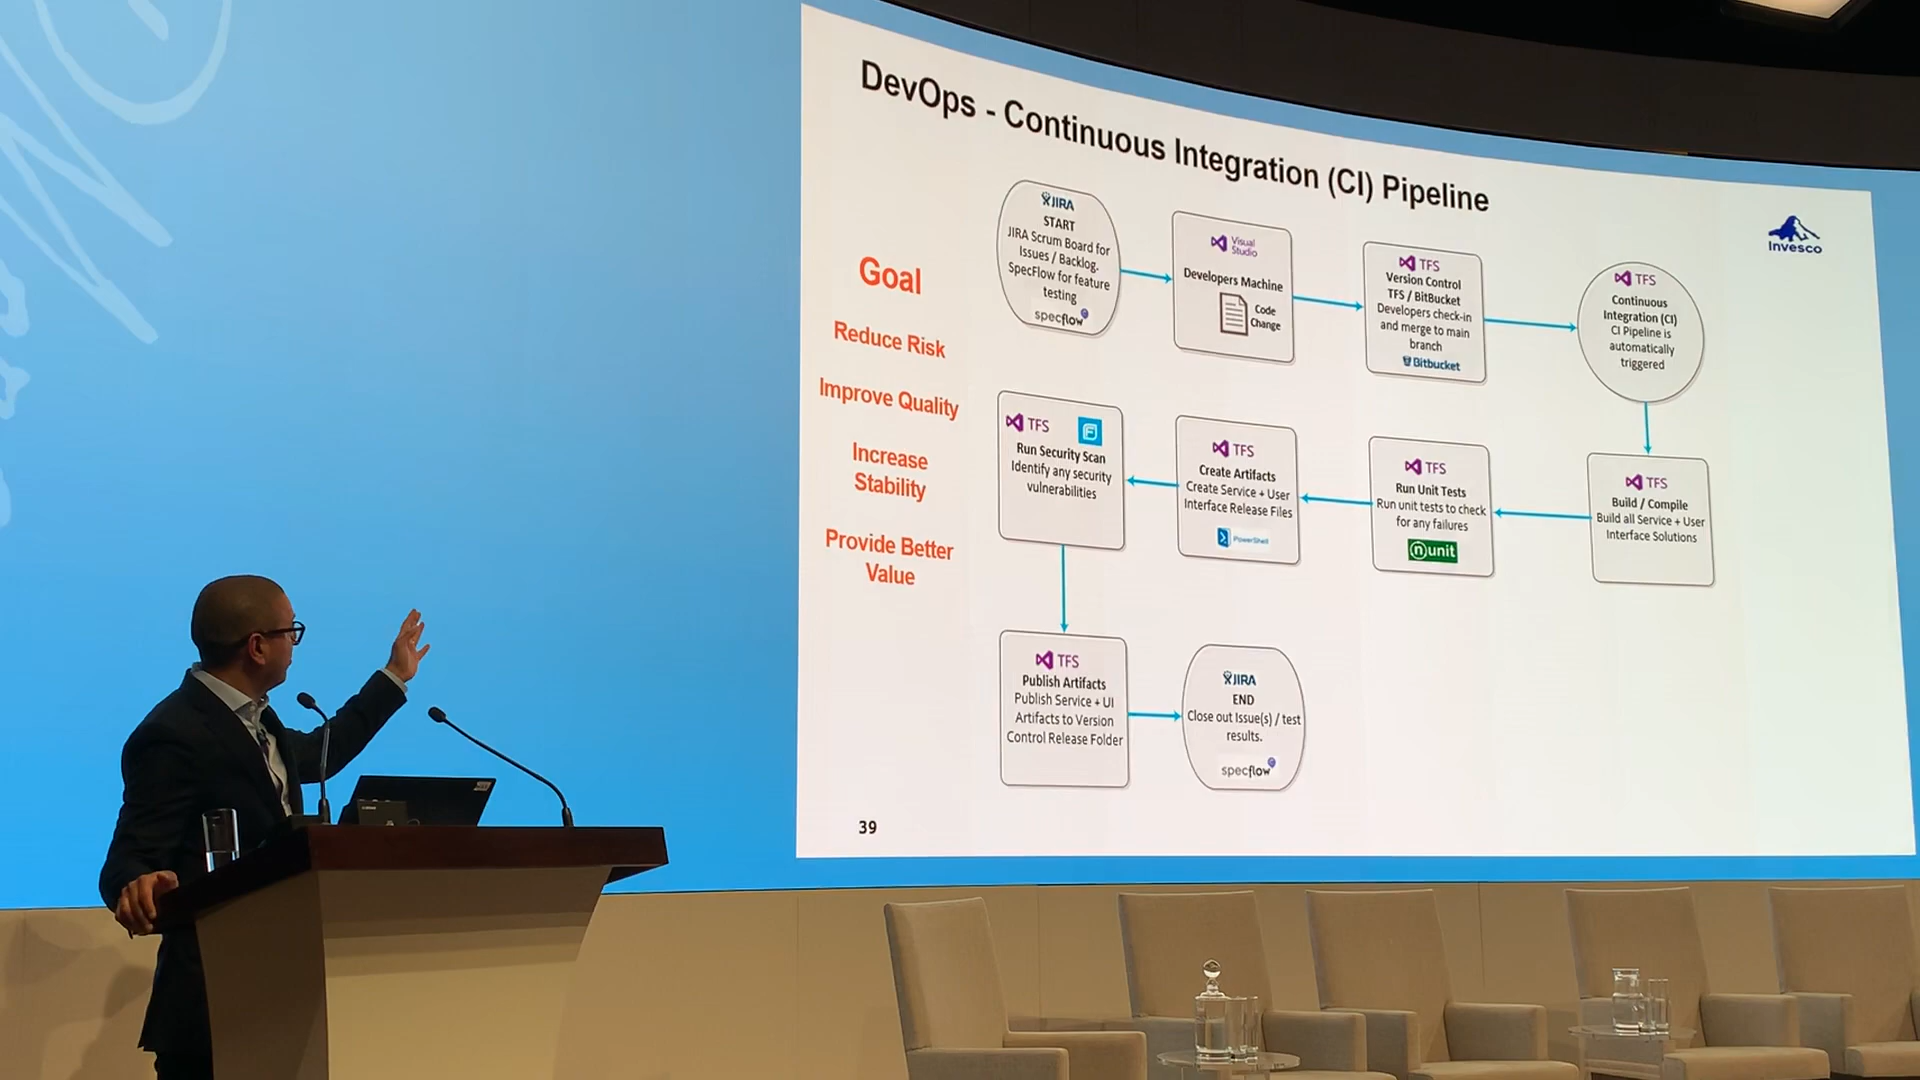 DevOps - Continuous Integration (CI) Pipeline
Invesco
Goal
Reduce Risk
Improve Quality
Increase
Stability
Provide Better
Value
JIRA
START
JIRA Scrum Board for
Issues / Backlog.
SpecFlow for feature
testing
specflow
Visual
Studio
Developers Machine
Code
Change
TFS
Version Control
TFS / BitBucket
Developers check-in
and merge to main
branch
Bitbucket
TFS
Continuous
Integration (CI)
CI Pipeline is
automatically
triggered
TFS
Build / Compile
Build all Service + User
Interface Solutions
TFS
Run Unit Tests
Run unit tests to check
for any failures
nunit
TFS
Create Artifacts
Create Service + User
Interface Release Files
PowerShell
TFS
Run Security Scan
Identify any security
vulnerabilities
TFS
Publish Artifacts
Publish Service + UI
Artifacts to Version
Control Release Folder
JIRA
END
Close out Issue(s) / test
results.
specflow
39